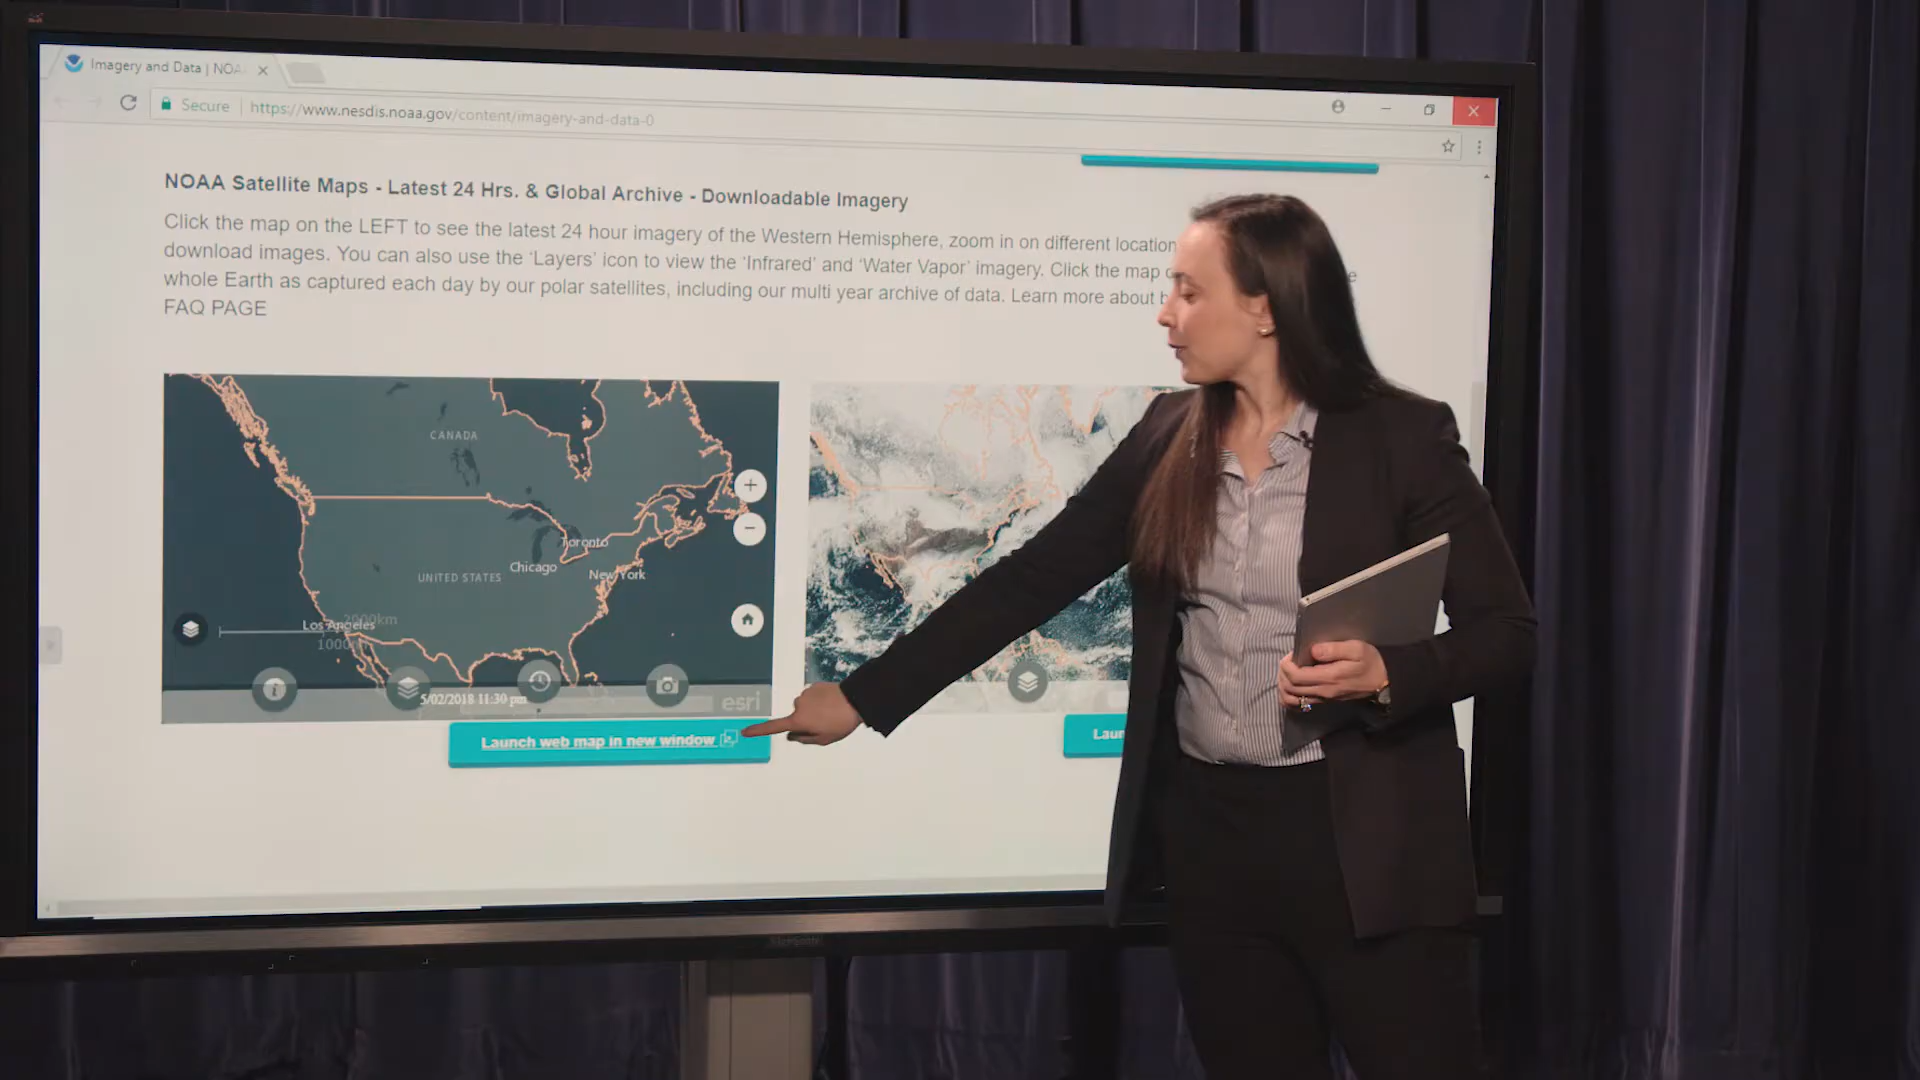 Imagery and Data | NOA
Secure | https://www.nesdis.noaa.gov/content/imagery-and-data-0
NOAA Satellite Maps - Latest 24 Hrs. & Global Archive - Downloadable Imagery
Click the map on the LEFT to see the latest 24 hour imagery of the Western Hemisphere, zoom in on different location
download images. You can also use the ‘Layers’ icon to view the ‘Infrared’ and ‘Water Vapor’ imagery. Click the map
whole Earth as captured each day by our polar satellites, including our multi year archive of data. Learn more about
FAQ PAGE
CANADA
Toronto
Chicago
UNITED STATES
New York
Los Angeles
2000km
1000
5/02/2018 11:30 pm
esri
Launch web map in new window
Laun
ViewSonic